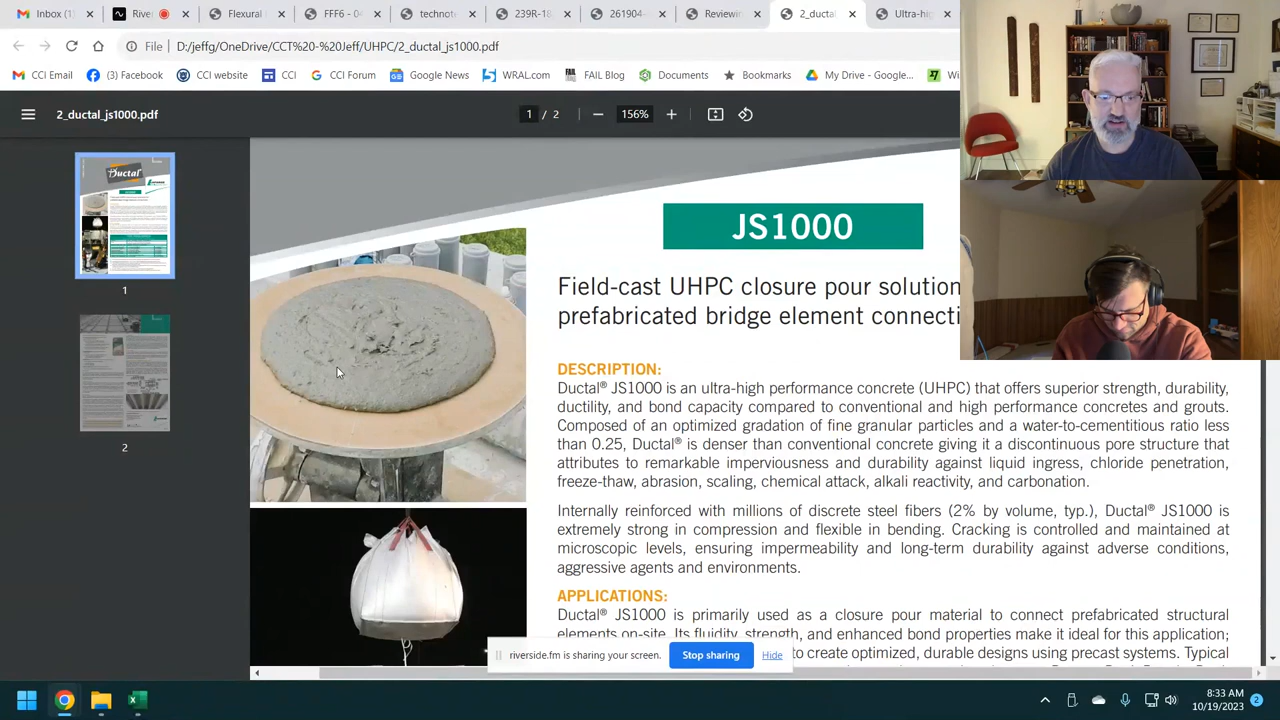 Inbox (1
River
Flexural
FFF6 - 04
technote
239R-1
261904-
Reviewin
2_ductal
Ultra-hig
File D:/jeffg/OneDrive/CCT%20-%20Jeff/UHPC/2_ductal_js1000.pdf
CCI Email
(3) Facebook
CCI website
CCI
CCI Forum
Google News
WRAL.com
FAIL Blog
Documents
Bookmarks
My Drive - Google...
Wi
2_ductal_js1000.pdf
1 / 2
156%
Ductal
1
2
JS1000
Field-cast UHPC closure pour solution
prefabricated bridge element connecti
DESCRIPTION:
Ductal® JS1000 is an ultra-high performance concrete (UHPC) that offers superior strength, durability,
ductility, and bond capacity compared to conventional and high performance concretes and grouts.
Composed of an optimized gradation of fine granular particles and a water-to-cementitious ratio less
than 0.25, Ductal® is denser than conventional concrete giving it a discontinuous pore structure that
attributes to remarkable imperviousness and durability against liquid ingress, chloride penetration,
freeze-thaw, abrasion, scaling, chemical attack, alkali reactivity, and carbonation.
Internally reinforced with millions of discrete steel fibers (2% by volume, typ.), Ductal® JS1000 is
extremely strong in compression and flexible in bending. Cracking is controlled and maintained at
microscopic levels, ensuring impermeability and long-term durability against adverse conditions,
aggressive agents and environments.
APPLICATIONS:
Ductal® JS1000 is primarily used as a closure pour material to connect prefabricated structural
elements on-site. Its fluidity, strength, and enhanced bond properties make it ideal for this application;
to create optimized, durable designs using precast systems. Typical
riverside.fm is sharing your screen.
Stop sharing
Hide
8:33 AM
10/19/2023
2